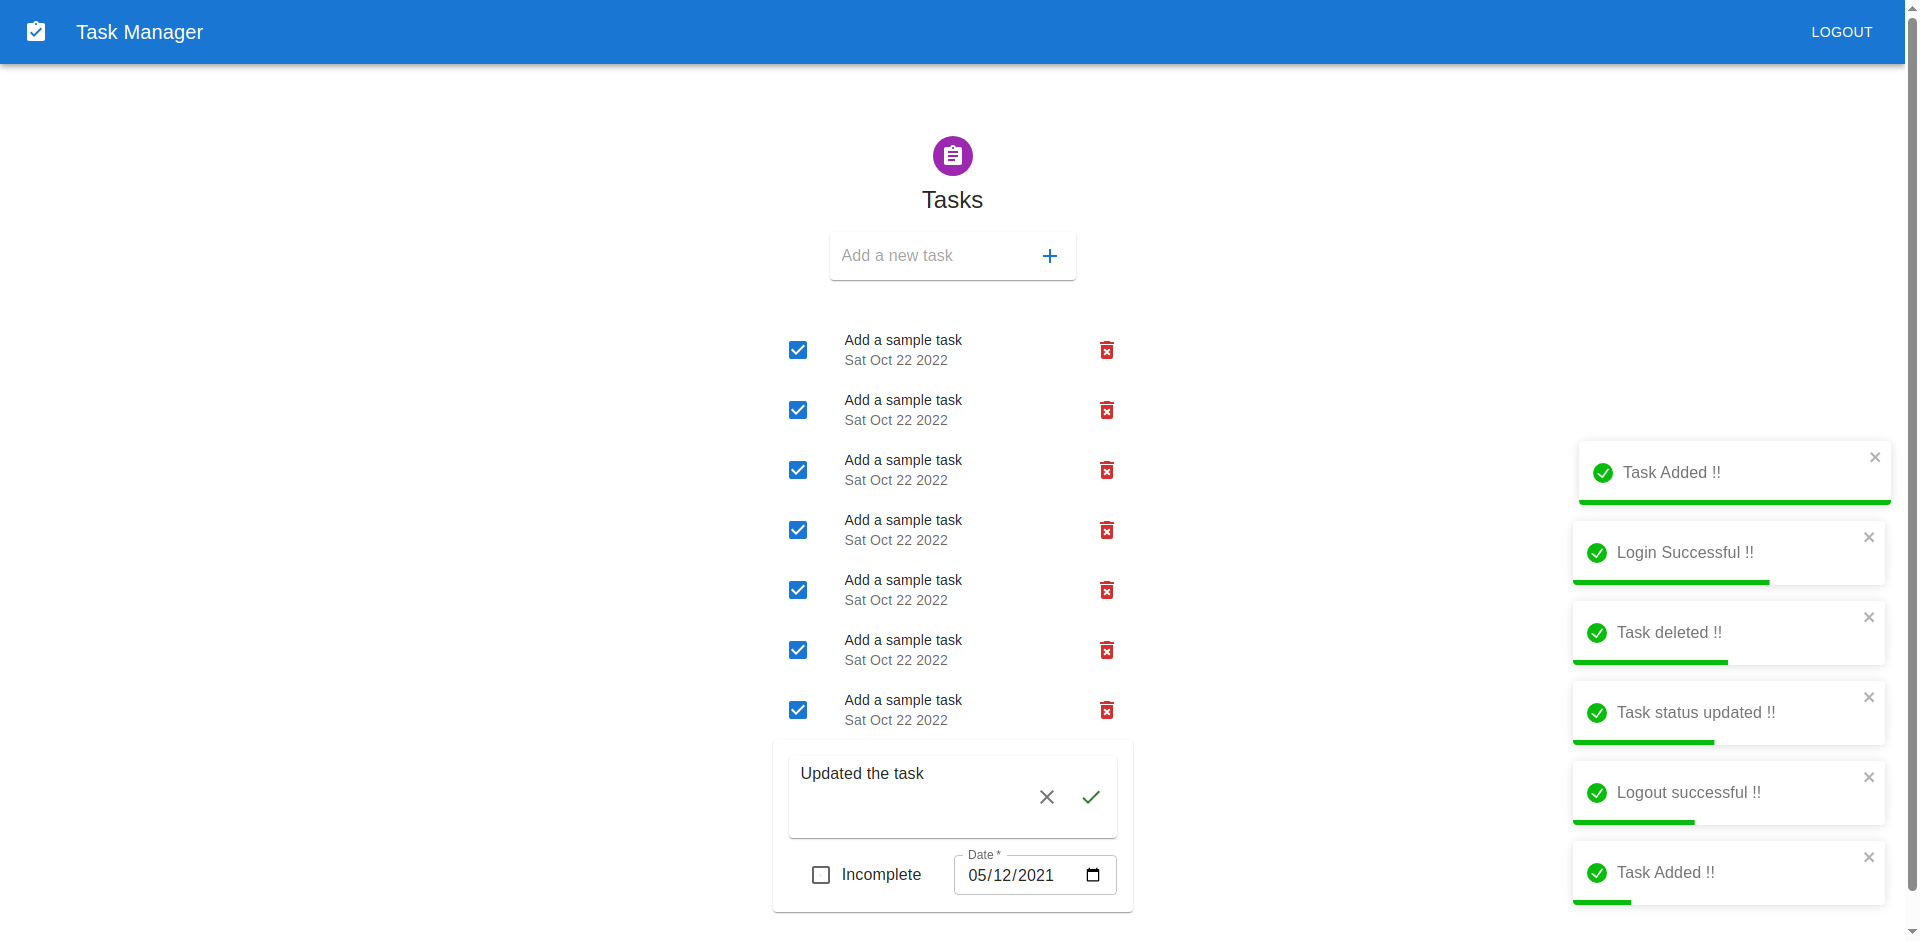 Task Manager
LOGOUT
Tasks
Add a new task
Add a sample task
Sat Oct 22 2022
Add a sample task
Sat Oct 22 2022
Add a sample task
Sat Oct 22 2022
Add a sample task
Sat Oct 22 2022
Add a sample task
Sat Oct 22 2022
Add a sample task
Sat Oct 22 2022
Add a sample task
Sat Oct 22 2022
Updated the task
Incomplete
Date *
05/12/2021
Task Added !!
Login Successful !!
Task deleted !!
Task status updated !!
Logout successful !!
Task Added !!